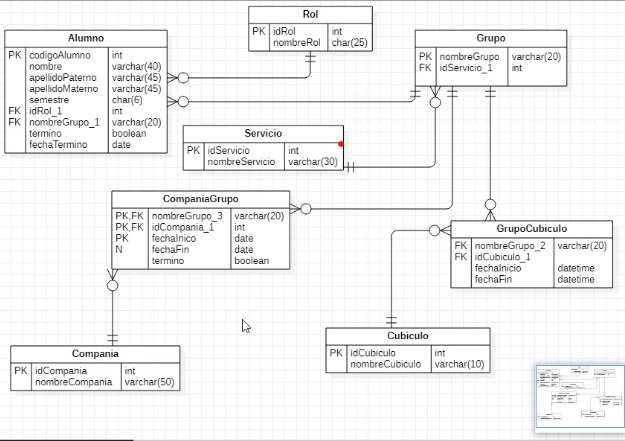 Rol
PK idRol int
nombreRol char(25)
Alumno
PK codigoAlumno int
nombre varchar(40)
apellidoPaterno varchar(45)
apellidoMaterno varchar(45)
semestre char(6)
FK idRol_1 int
FK nombreGrupo_1 varchar(20)
termino boolean
fechaTermino date
Grupo
PK nombreGrupo varchar(20)
FK idServicio_1 int
Servicio
PK idServicio int
nombreServicio varchar(30)
CompaniaGrupo
PK,FK nombreGrupo_3 varchar(20)
PK,FK idCompania_1 int
PK fechaInico date
N fechaFin date
termino boolean
GrupoCubiculo
FK nombreGrupo_2 varchar(20)
FK idCubiculo_1
fechaInicio datetime
fechaFin datetime
Cubiculo
PK idCubiculo int
nombreCubiculo varchar(10)
Compania
PK idCompania int
nombreCompania varchar(50)